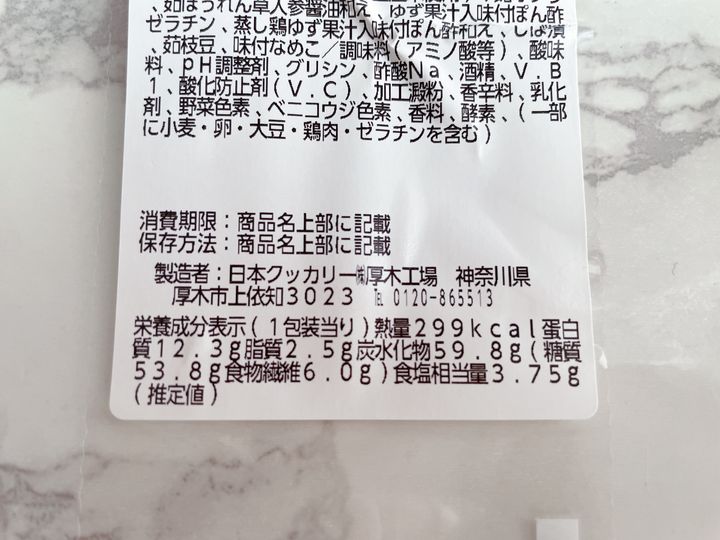 、茹ほうれん草人参醤油和え、ゆず果汁入味付ぽん酢
ゼラチン、蒸し鶏ゆず果汁入味付ぽん酢和え、しば漬
、茹枝豆、味付なめこ／調味料(アミノ酸等)、酸味
料、pH調整剤、グリシン、酢酸Na、酒精、V.B
1、酸化防止剤(V.C)、加工澱粉、香辛料、乳化
剤、野菜色素、ベニコウジ色素、香料、酵素、(一部
に小麦・卵・大豆・鶏肉・ゼラチンを含む)
消費期限：商品名上部に記載
保存方法：商品名上部に記載
製造者：日本クッカリー㈱厚木工場 神奈川県
厚木市上依知3023 ℡ 0120-865513
栄養成分表示(1包装当り)熱量299kcal蛋白
質12.3g脂質2.5g炭水化物59.8g(糖質
53.8g食物繊維6.0g)食塩相当量3.75g
(推定値)